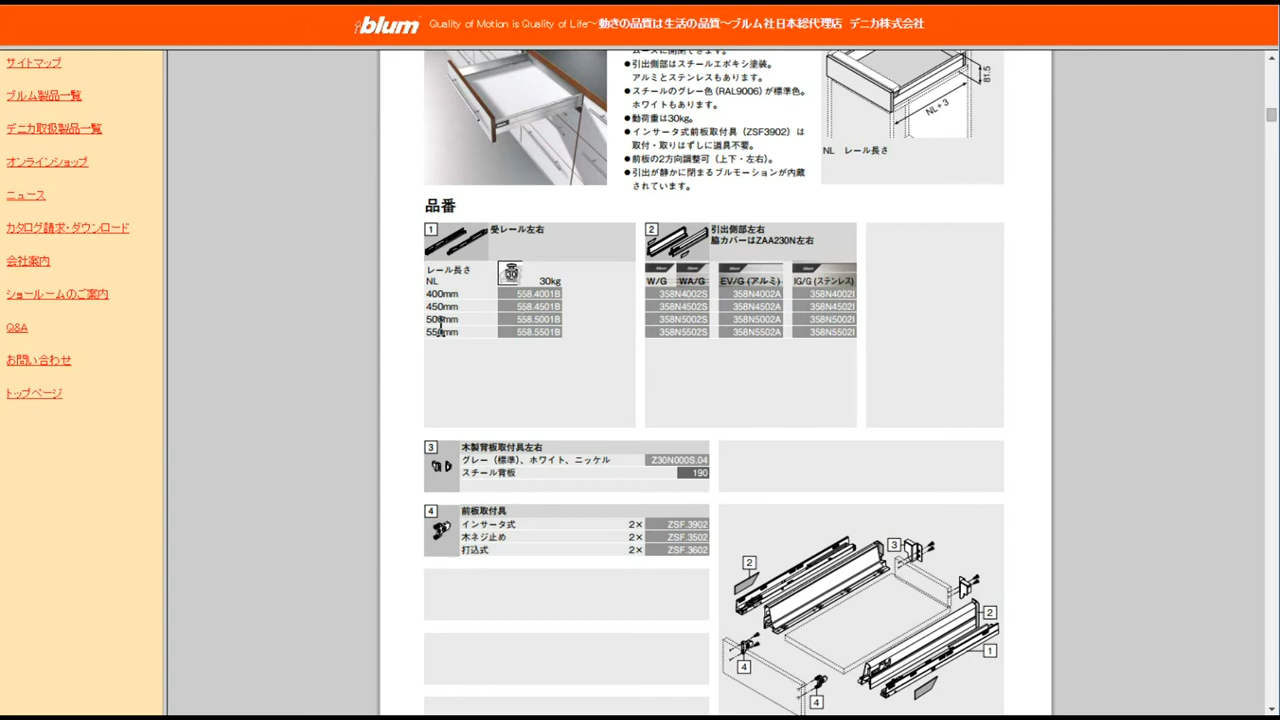 blum Quality of Motion is Quality of Life～動きの品質は生活の品質～ブルム社日本総代理店 デニカ株式会社
サイトマップ
ブルム製品一覧
デニカ取扱製品一覧
オンラインショップ
ニュース
カタログ請求・ダウンロード
会社案内
ショールームのご案内
Q&A
お問い合わせ
トップページ
ムーズに開閉できます。
●引出側部はスチールエポキシ塗装。
アルミとステンレスもあります。
●スチールのグレー色（RAL9006）が標準色。
ホワイトもあります。
●動荷重は30kg。
●インサータ式前板取付具（ZSF3902）は
取付・取りはずしに道具不要。
●前板の2方向調整可（上下・左右）。
●引出が静かに閉まるブルモーションが内蔵
されています。
81.5
NL+3
NL レール長さ
品番
1 受レール左右
レール長さ
NL 30kg
400mm 558.4001B
450mm 558.4501B
500mm 558.5001B
550mm 558.5501B
2 引出側部左右
脇カバーはZAA230N左右
W/G WA/G EV/G (アルミ) IG/G (ステンレス)
358N4002S 358N4002A 358N4002I
358N4502S 358N4502A 358N4502I
358N5002S 358N5002A 358N5002I
358N5502S 358N5502A 358N5502I
3 木製背板取付具左右
グレー（標準）、ホワイト、ニッケル Z30N000S.04
スチール背板 190
4 前板取付具
インサータ式 2× ZSF.3902
木ネジ止め 2× ZSF.3502
打込式 2× ZSF.3602
3
2
2
1
4
4